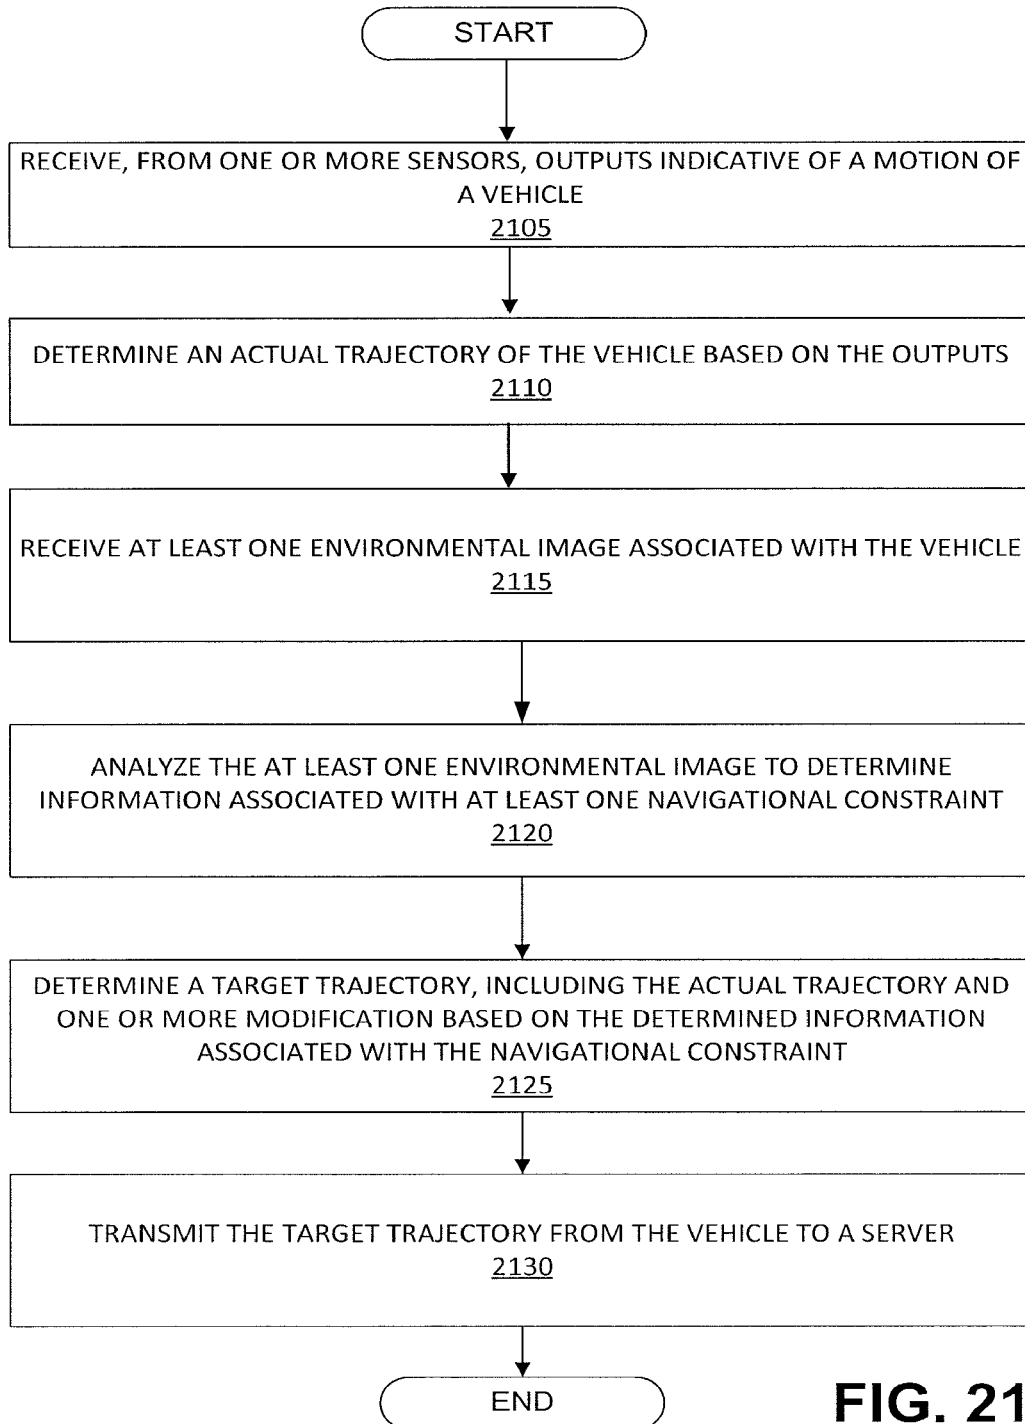 START
RECEIVE, FROM ONE OR MORE SENSORS, OUTPUTS INDICATIVE OF A MOTION OF
A VEHICLE
2105
DETERMINE AN ACTUAL TRAJECTORY OF THE VEHICLE BASED ON THE OUTPUTS
2110
RECEIVE AT LEAST ONE ENVIRONMENTAL IMAGE ASSOCIATED WITH THE VEHICLE
2115
ANALYZE THE AT LEAST ONE ENVIRONMENTAL IMAGE TO DETERMINE
INFORMATION ASSOCIATED WITH AT LEAST ONE NAVIGATIONAL CONSTRAINT
2120
DETERMINE A TARGET TRAJECTORY, INCLUDING THE ACTUAL TRAJECTORY AND
ONE OR MORE MODIFICATION BASED ON THE DETERMINED INFORMATION
ASSOCIATED WITH THE NAVIGATIONAL CONSTRAINT
2125
TRANSMIT THE TARGET TRAJECTORY FROM THE VEHICLE TO A SERVER
2130
END
FIG. 21